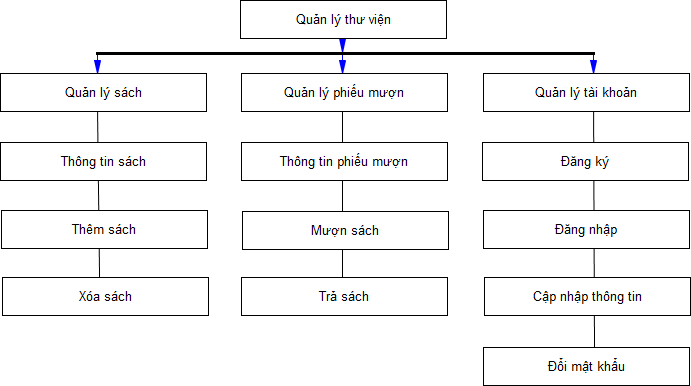 Quản lý thư viện
Quản lý sách
Quản lý phiếu mượn
Quản lý tài khoản
Thông tin sách
Thông tin phiếu mượn
Đăng ký
Thêm sách
Mượn sách
Đăng nhập
Xóa sách
Trả sách
Cập nhập thông tin
Đổi mật khẩu